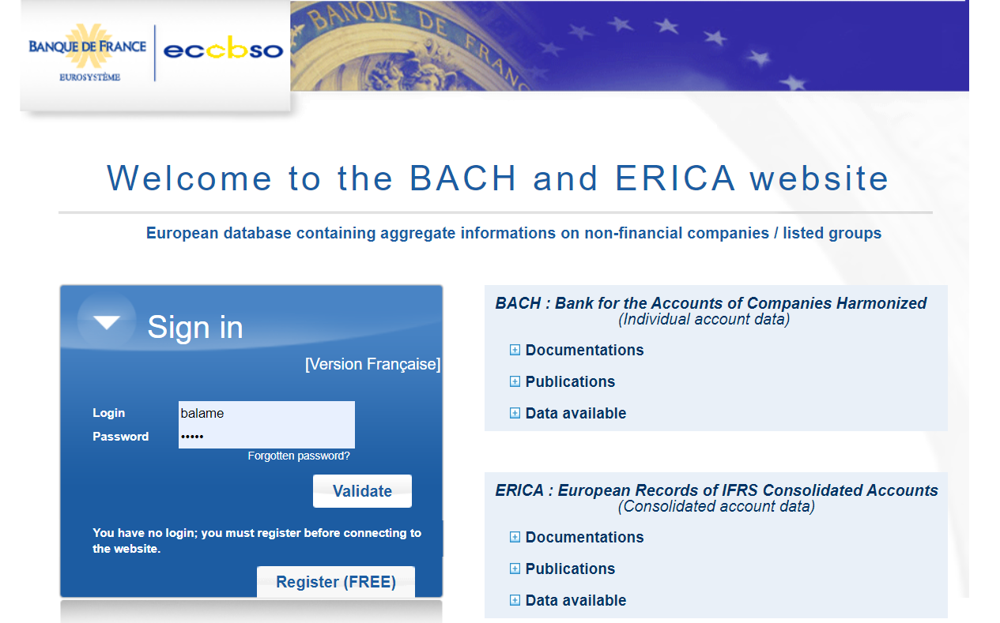 BANQUE DE FRANCE
EUROSYSTÈME
eccbso
BANQUE DE FRANC
Welcome to the BACH and ERICA website
European database containing aggregate informations on non-financial companies / listed groups
Sign in
[Version Française]
Login
balame
Password
•••••
Forgotten password?
Validate
You have no login; you must register before connecting to
the website.
Register (FREE)
BACH : Bank for the Accounts of Companies Harmonized
(Individual account data)
Documentations
Publications
Data available
ERICA : European Records of IFRS Consolidated Accounts
(Consolidated account data)
Documentations
Publications
Data available